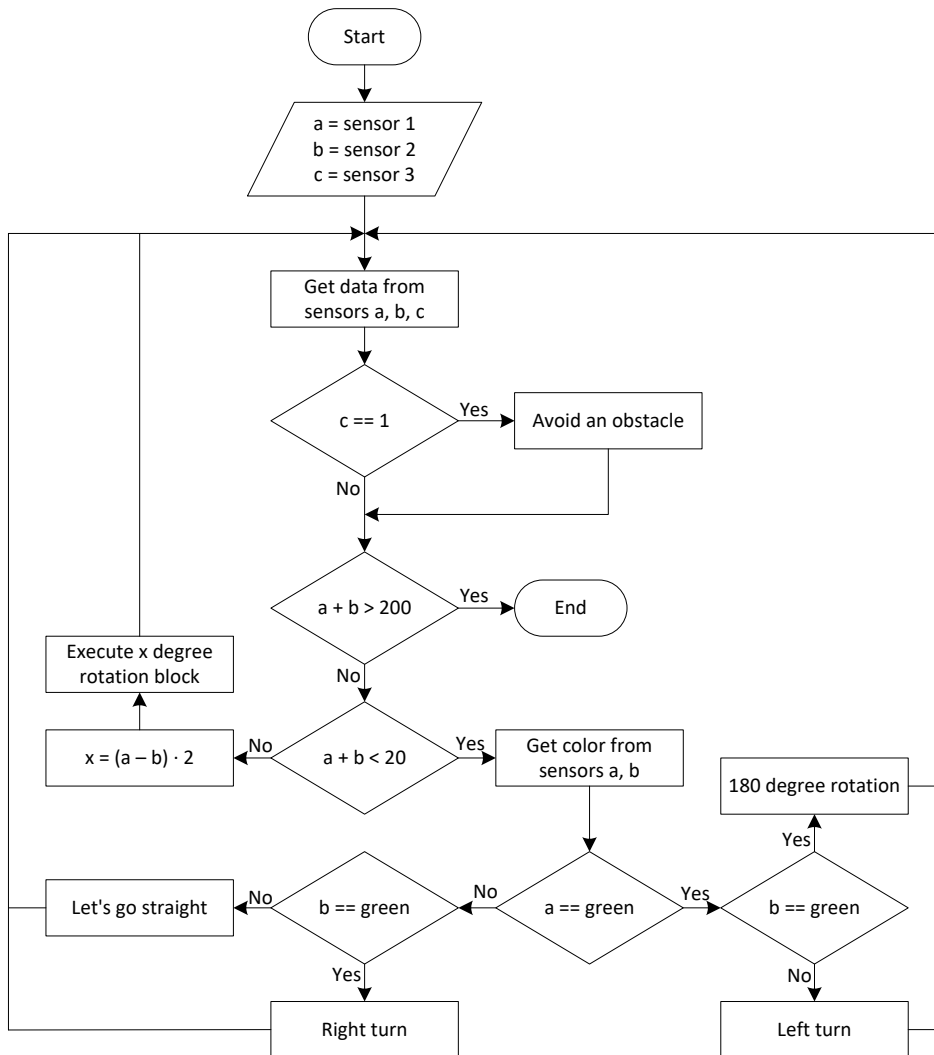 Start
a = sensor 1
b = sensor 2
c = sensor 3
Get data from
sensors a, b, c
c == 1
Yes
Avoid an obstacle
No
a + b > 200
Yes
End
No
Execute x degree
rotation block
x = (a – b) · 2
No
a + b < 20
Yes
Get color from
sensors a, b
180 degree rotation
Yes
Let's go straight
No
b == green
No
a == green
Yes
b == green
Yes
No
Right turn
Left turn